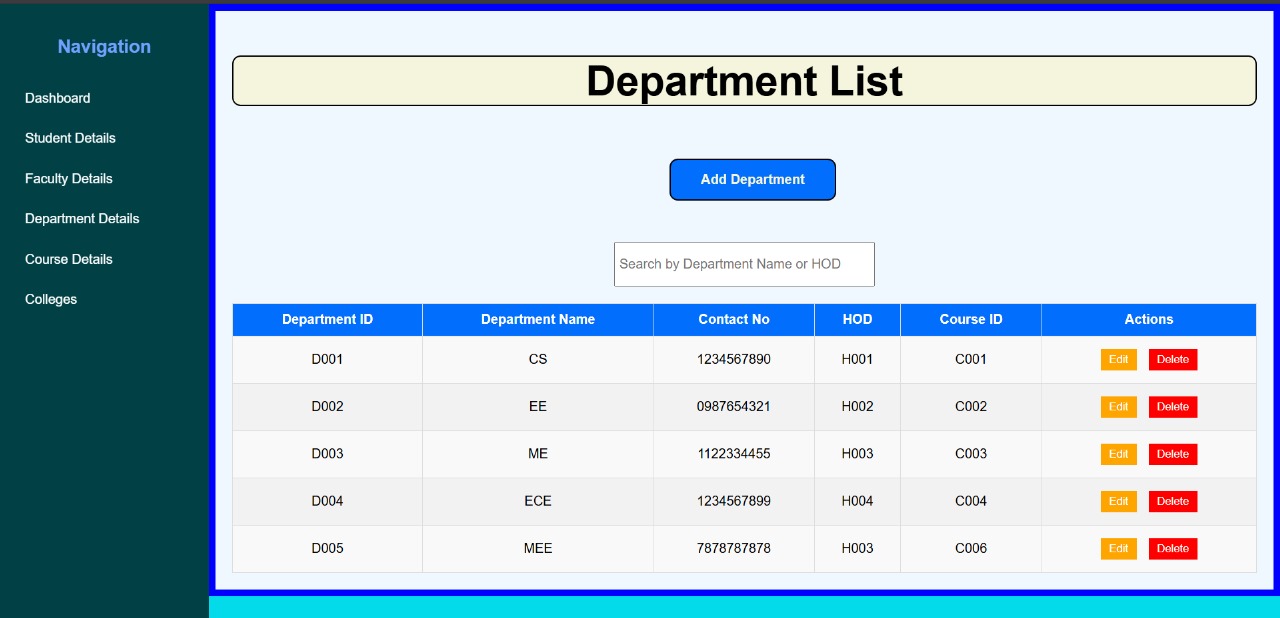 Navigation
Dashboard
Student Details
Faculty Details
Department Details
Course Details
Colleges
Department List
Add Department
Search by Department Name or HOD
Department ID Department Name Contact No HOD Course ID Actions
D001 CS 1234567890 H001 C001 Edit Delete
D002 EE 0987654321 H002 C002 Edit Delete
D003 ME 1122334455 H003 C003 Edit Delete
D004 ECE 1234567899 H004 C004 Edit Delete
D005 MEE 7878787878 H003 C006 Edit Delete